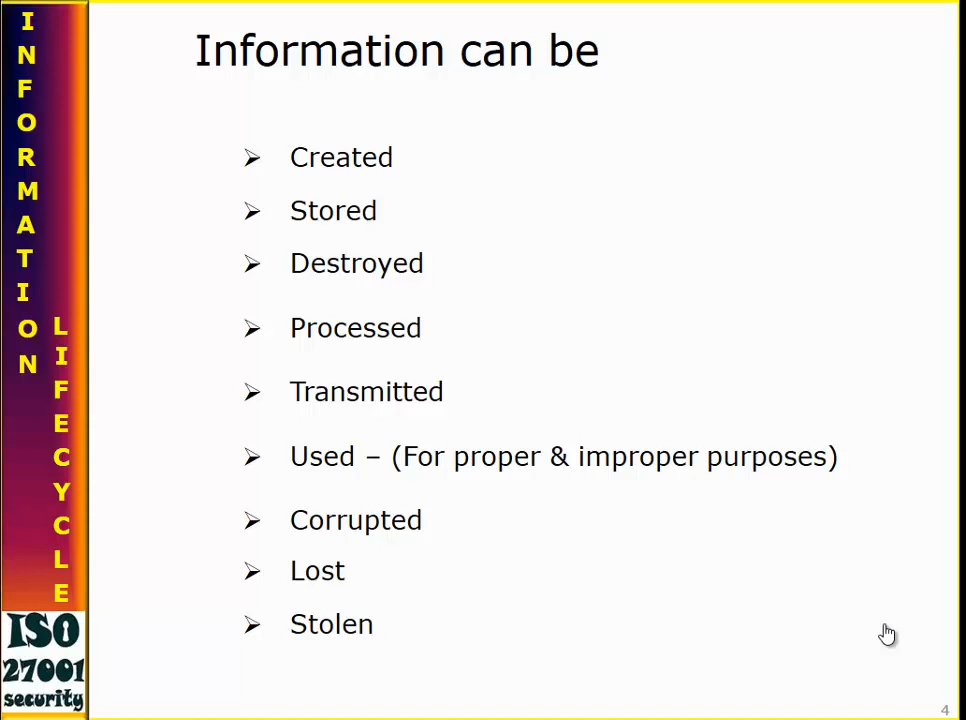 INFORMATION
LIFECYCLE
Information can be
Created
Stored
Destroyed
Processed
Transmitted
Used – (For proper & improper purposes)
Corrupted
Lost
Stolen
ISO
27001
security
4